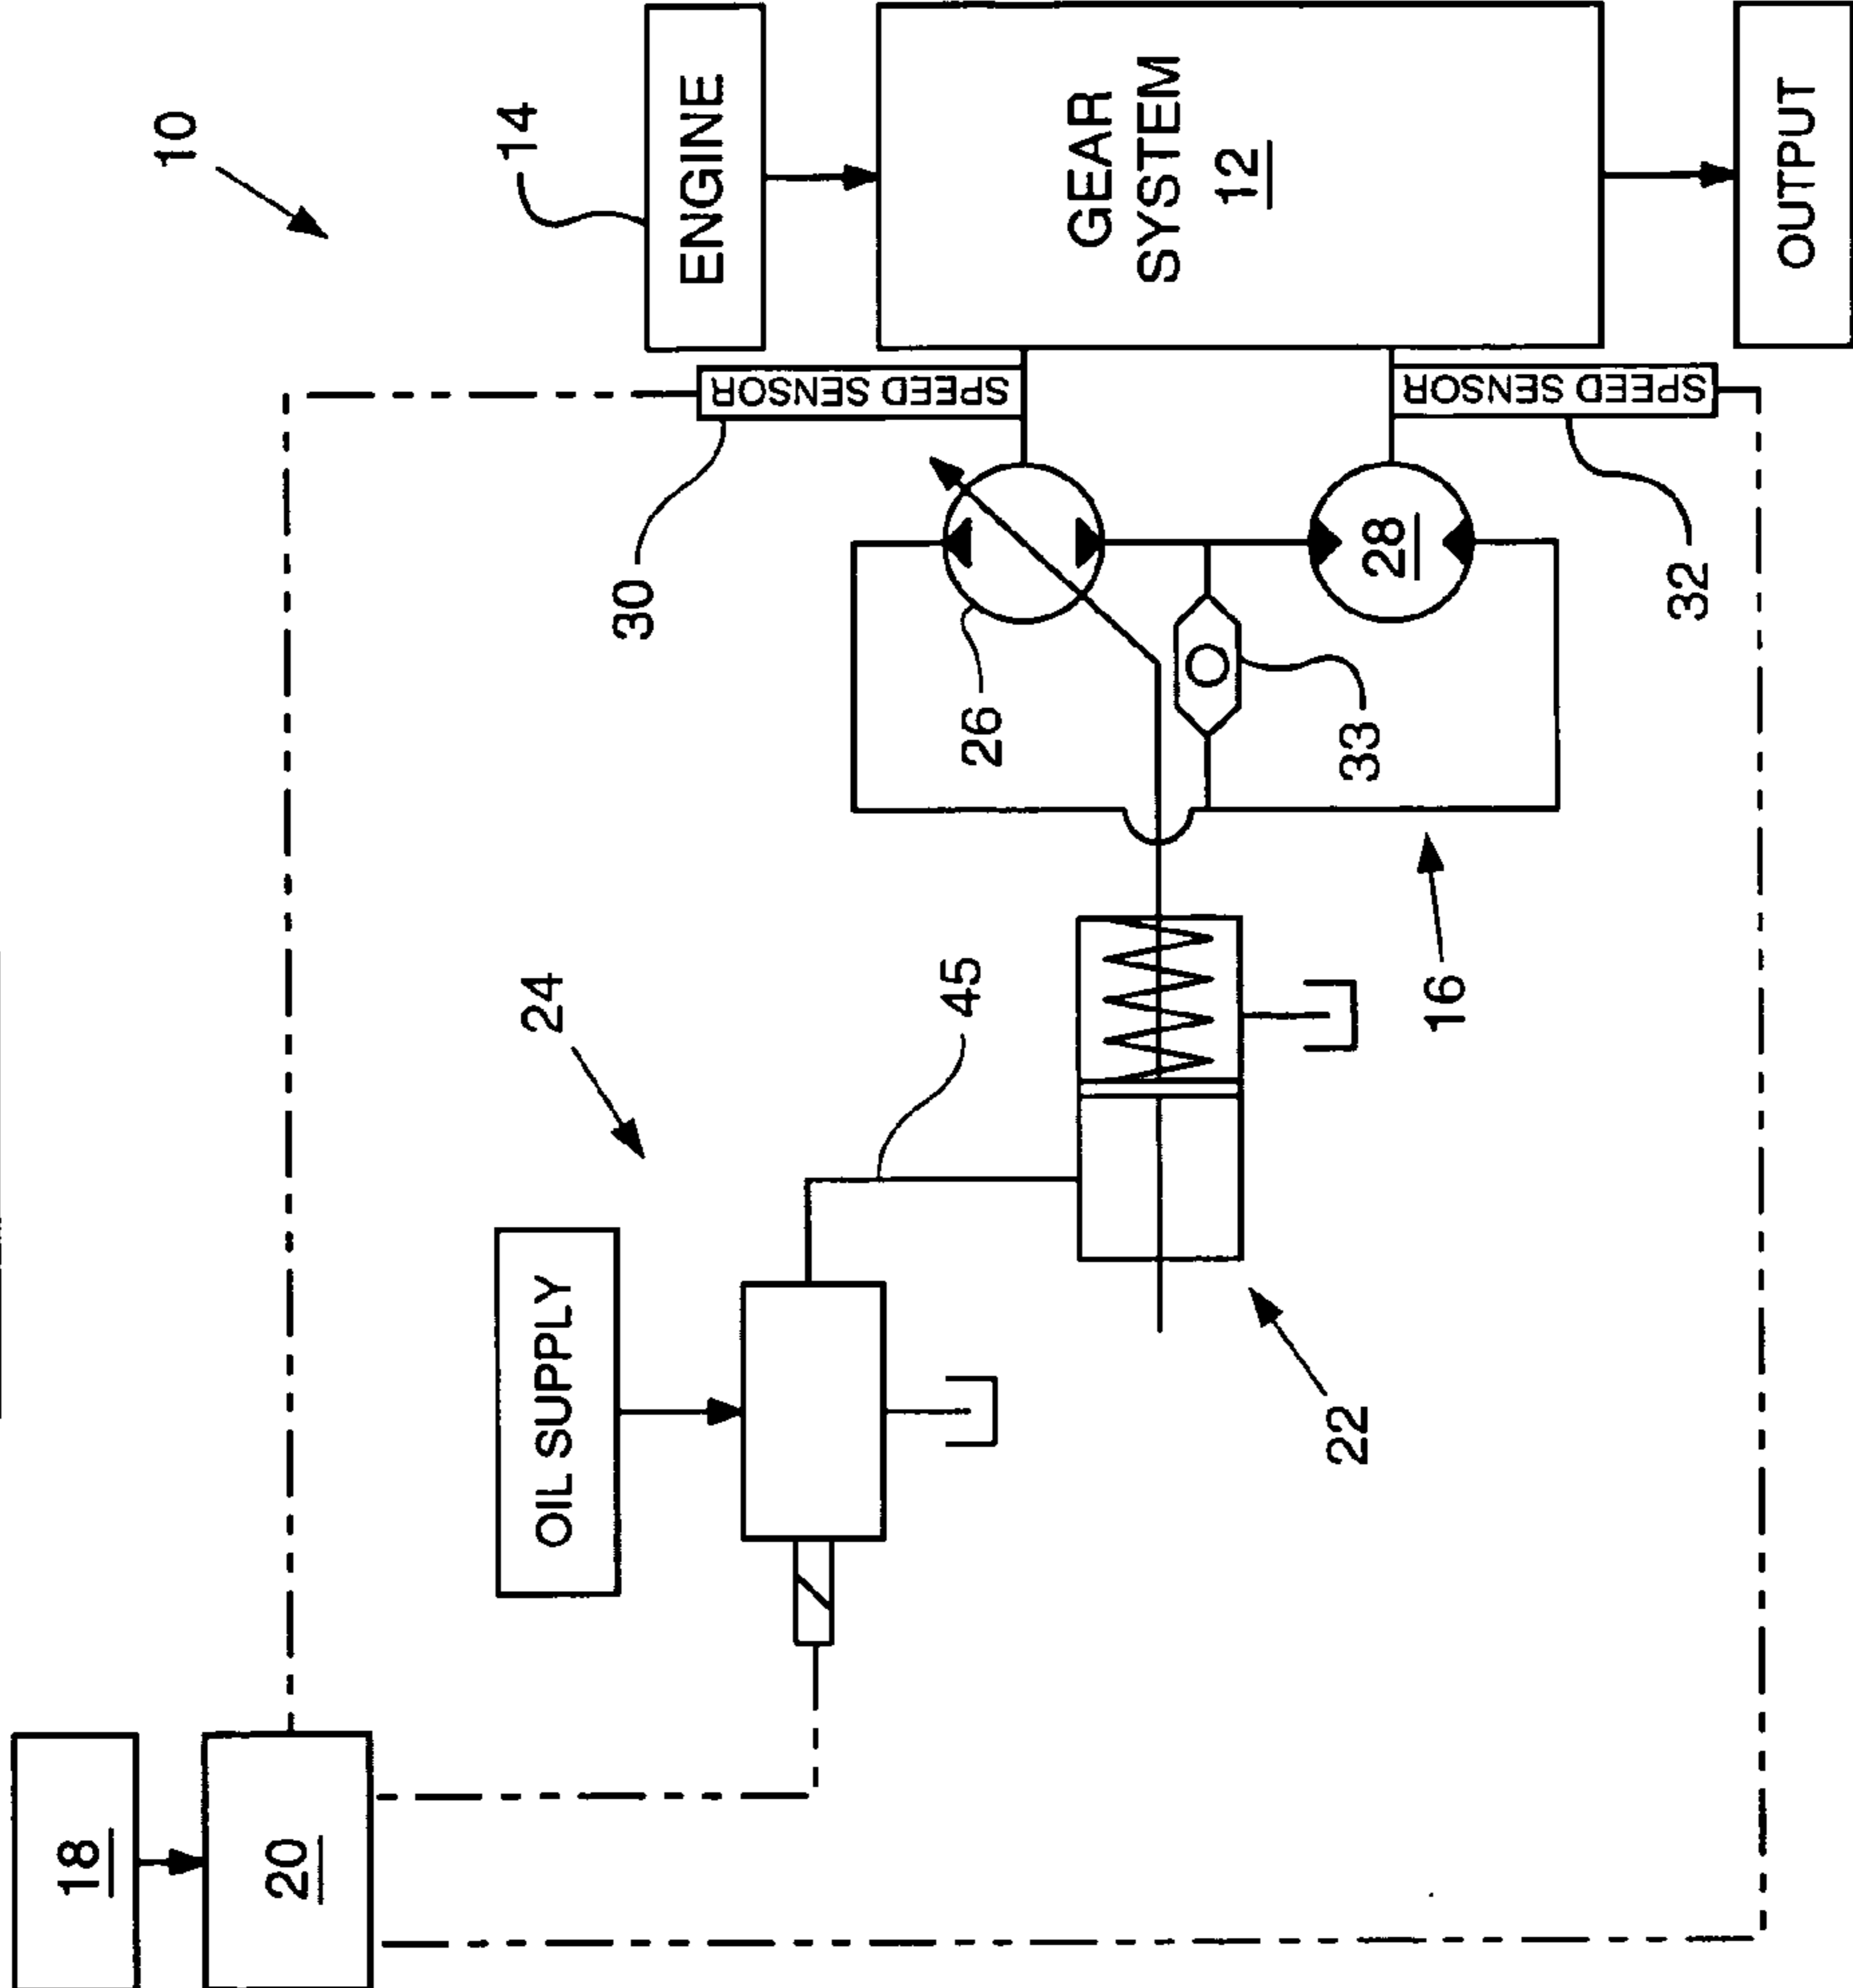 18
10
20
14
24
OIL SUPPLY
30
ENGINE
SPEED SENSOR
45
26
GEAR
SYSTEM
12
22
33
28
16
SPEED SENSOR
32
OUTPUT